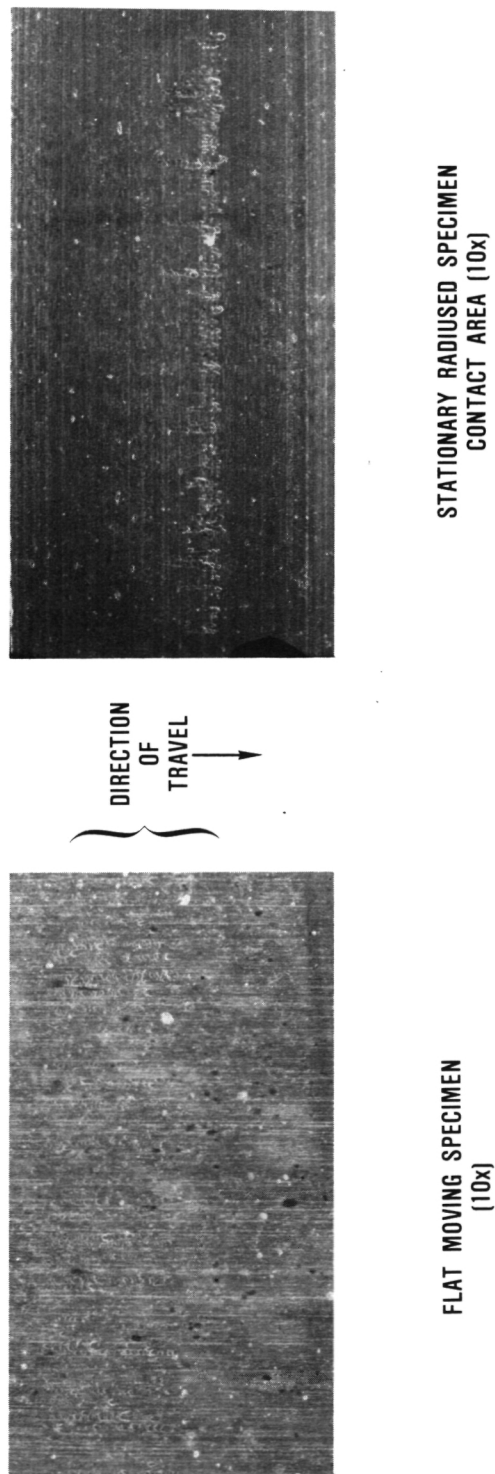 STATIONARY RADIUSED SPECIMEN
CONTACT AREA (10x)
DIRECTION
OF
TRAVEL
FLAT MOVING SPECIMEN
(10x)